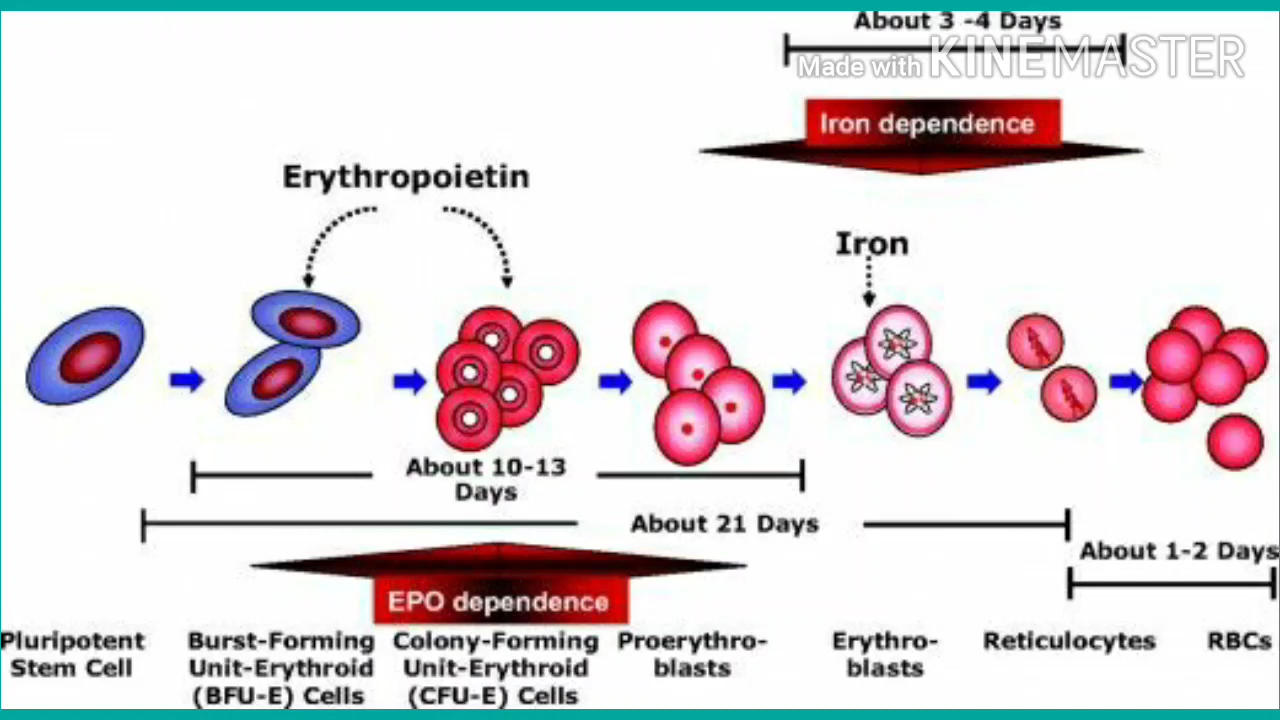 About 3 -4 Days
Made with KINEMASTER
Iron dependence
Erythropoietin
Iron
About 10-13
Days
About 21 Days
About 1-2 Days
EPO dependence
Pluripotent
Stem Cell
Burst-Forming
Unit-Erythroid
(BFU-E) Cells
Colony-Forming
Unit-Erythroid
(CFU-E) Cells
Proerythro-
blasts
Erythro-
blasts
Reticulocytes
RBCs